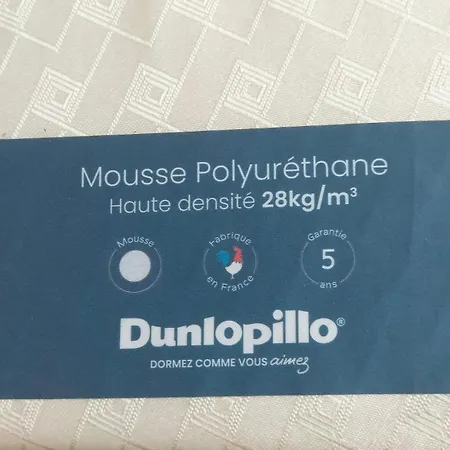 Mousse Polyuréthane
Haute densité 28kg/m³
Mousse
Fabriqué
en France
Garantie
5
ans
Dunlopillo®
DORMEZ COMME VOUS aimez